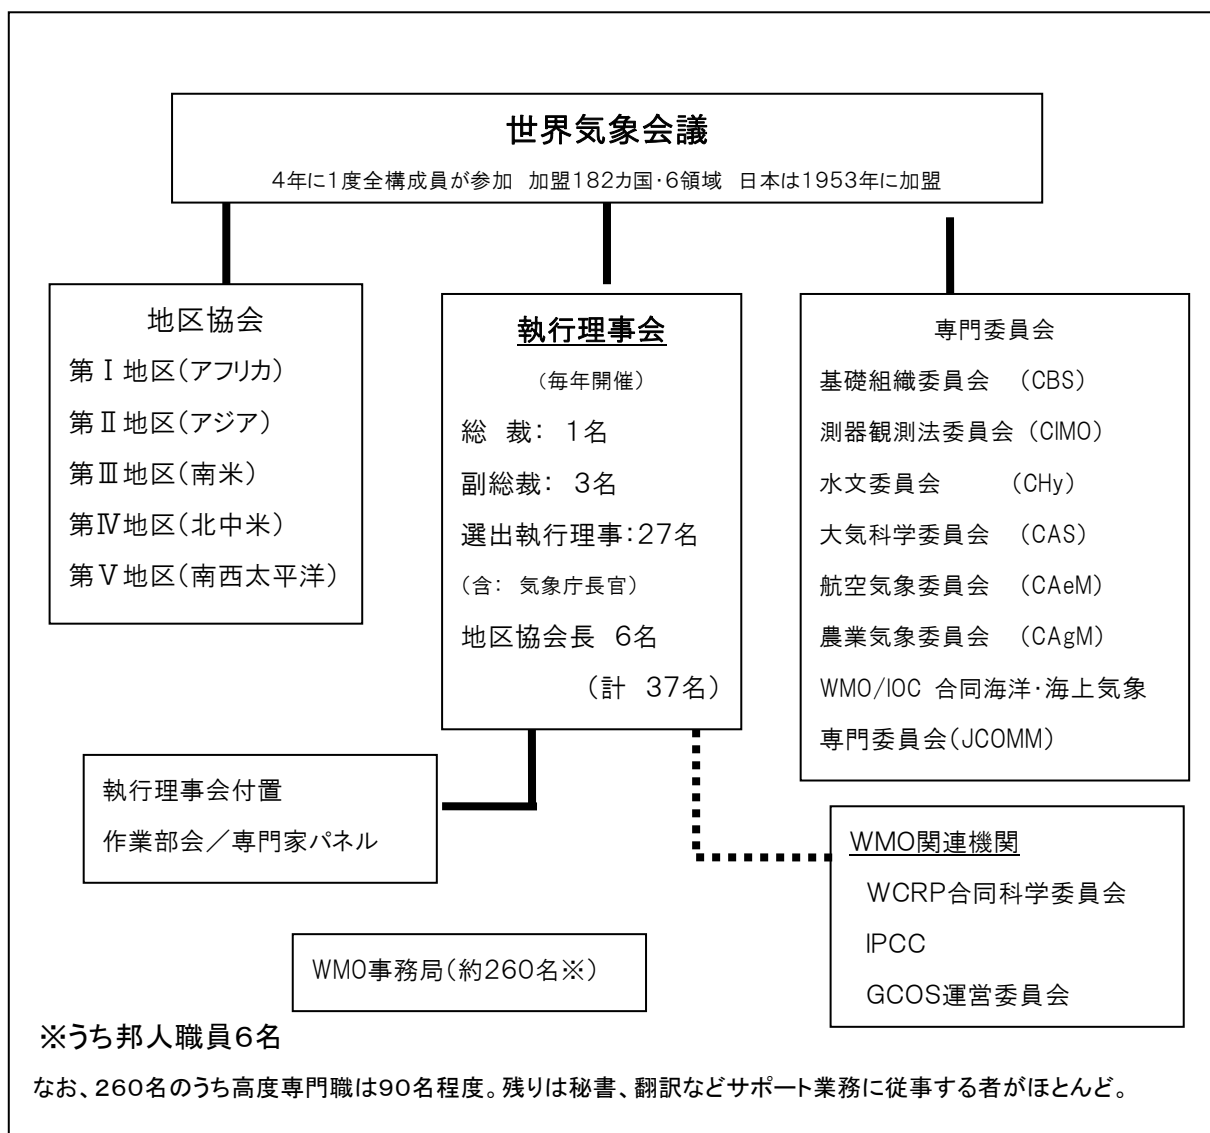 世界気象会議
4年に1度全構成員が参加 加盟182カ国・6領域 日本は1953年に加盟
地区協会
第Ⅰ地区(アフリカ)
第Ⅱ地区(アジア)
第Ⅲ地区(南米)
第Ⅳ地区(北中米)
第Ⅴ地区(南西太平洋)
執行理事会
(毎年開催)
総 裁: 1名
副総裁: 3名
選出執行理事:27名
(含: 気象庁長官)
地区協会長 6名
(計 37名)
専門委員会
基礎組織委員会 (CBS)
測器観測法委員会 (CIMO)
水文委員会 (CHy)
大気科学委員会 (CAS)
航空気象委員会 (CAeM)
農業気象委員会 (CAgM)
WMO/IOC 合同海洋・海上気象
専門委員会(JCOMM)
執行理事会付置
作業部会/専門家パネル
WMO関連機関
WCRP合同科学委員会
IPCC
GCOS運営委員会
WMO事務局(約260名※)
※うち邦人職員6名
なお、260名のうち高度専門職は90名程度。残りは秘書、翻訳などサポート業務に従事する者がほとんど。